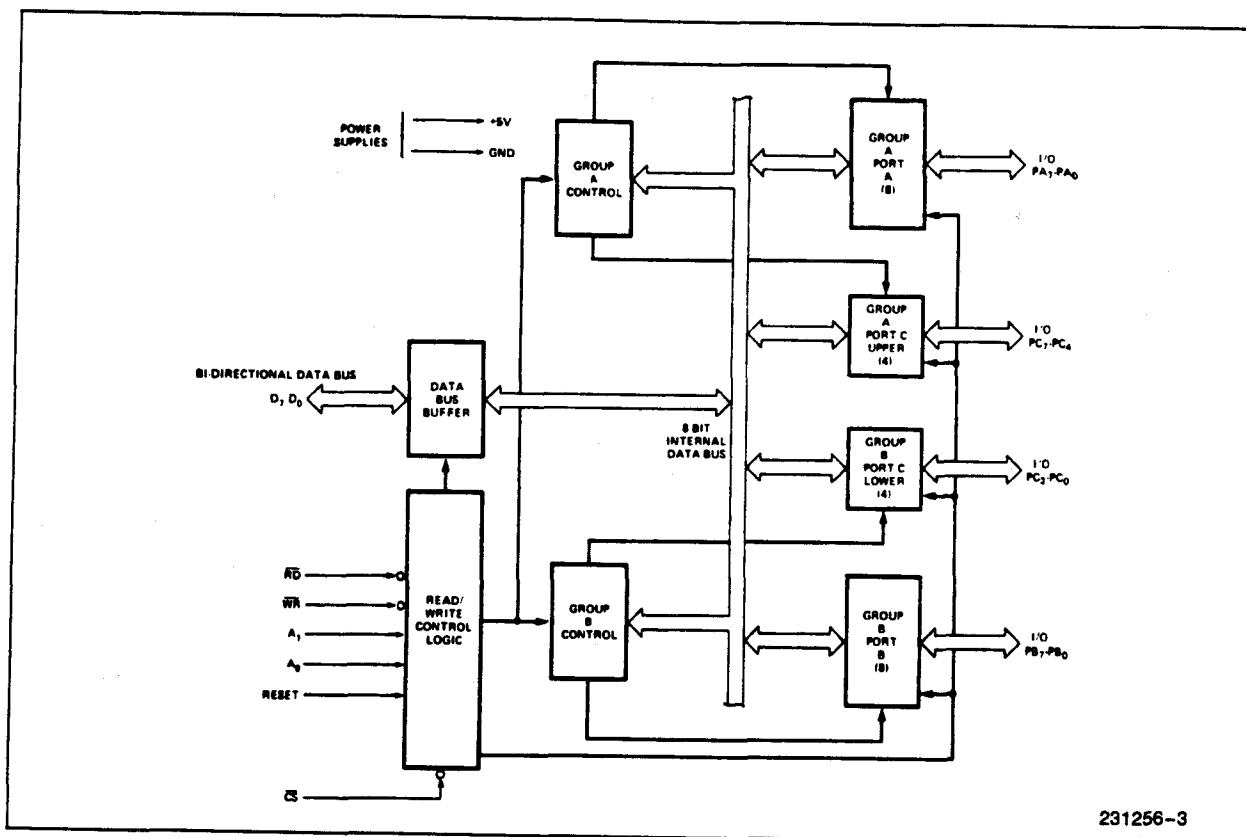 POWER
SUPPLIES
+5V
GND
GROUP
A
CONTROL
GROUP
A
PORT
A
(8)
I/O
PA7-PA0
GROUP
A
PORT C
UPPER
(4)
I/O
PC7-PC4
BI-DIRECTIONAL DATA BUS
D7 D0
DATA
BUS
BUFFER
8 BIT
INTERNAL
DATA BUS
GROUP
B
PORT C
LOWER
(4)
I/O
PC3-PC0
RD
WR
A1
A0
RESET
CS
READ/
WRITE
CONTROL
LOGIC
GROUP
B
CONTROL
GROUP
B
PORT
B
(8)
I/O
PB7-PB0
231256-3